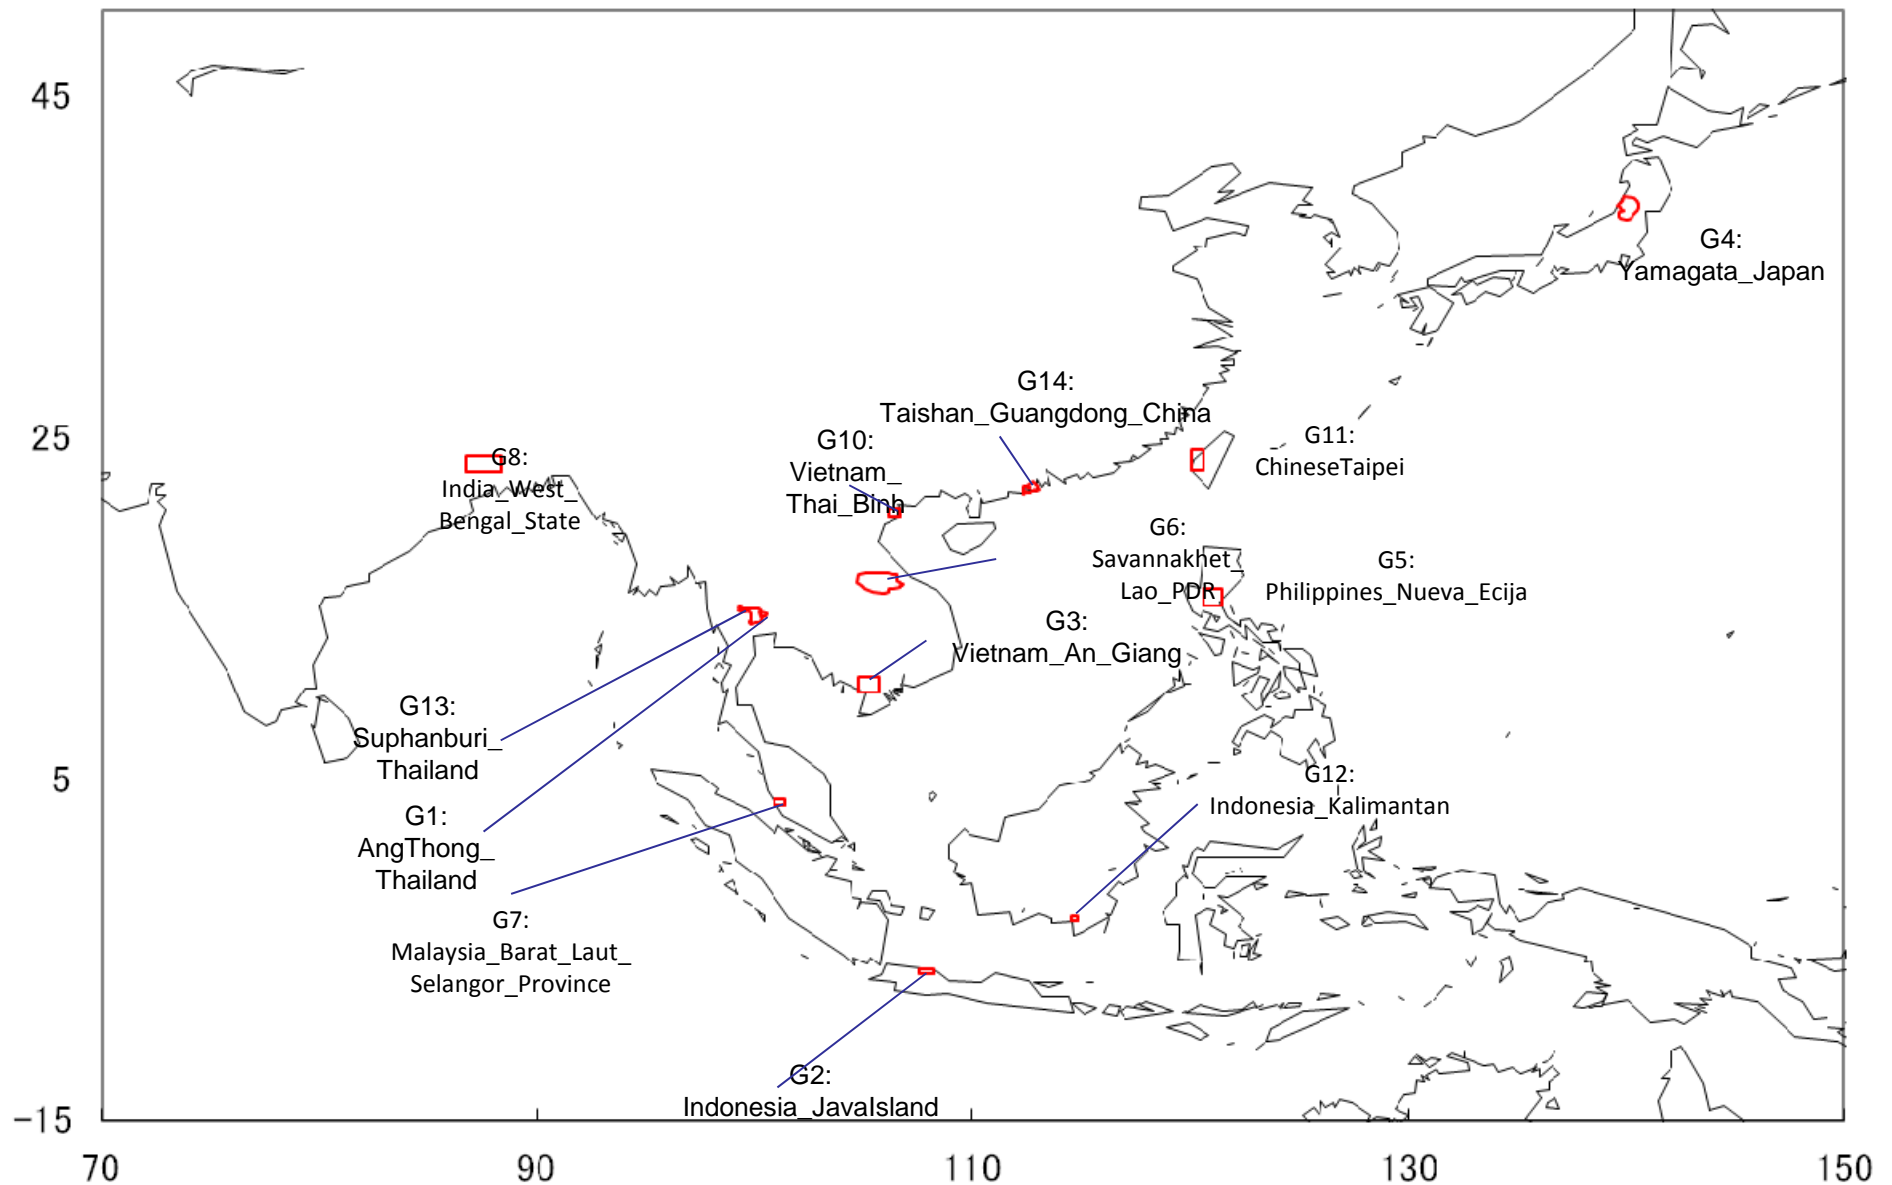 45
G4:
Yamagata_Japan
G14:
Taishan_Guangdong_China
25
G10:
Vietnam_
Thai_Binh
G11:
ChineseTaipei
G8:
India_West_
Bengal_State
G6:
Savannakhet_
Lao_PDR
G5:
Philippines_Nueva_Ecija
G3:
Vietnam_An_Giang
G13:
Suphanburi_
Thailand
5
G12:
Indonesia_Kalimantan
G1:
AngThong_
Thailand
G7:
Malaysia_Barat_Laut_
Selangor_Province
G2:
Indonesia_JavaIsland
-15
70
90
110
130
150